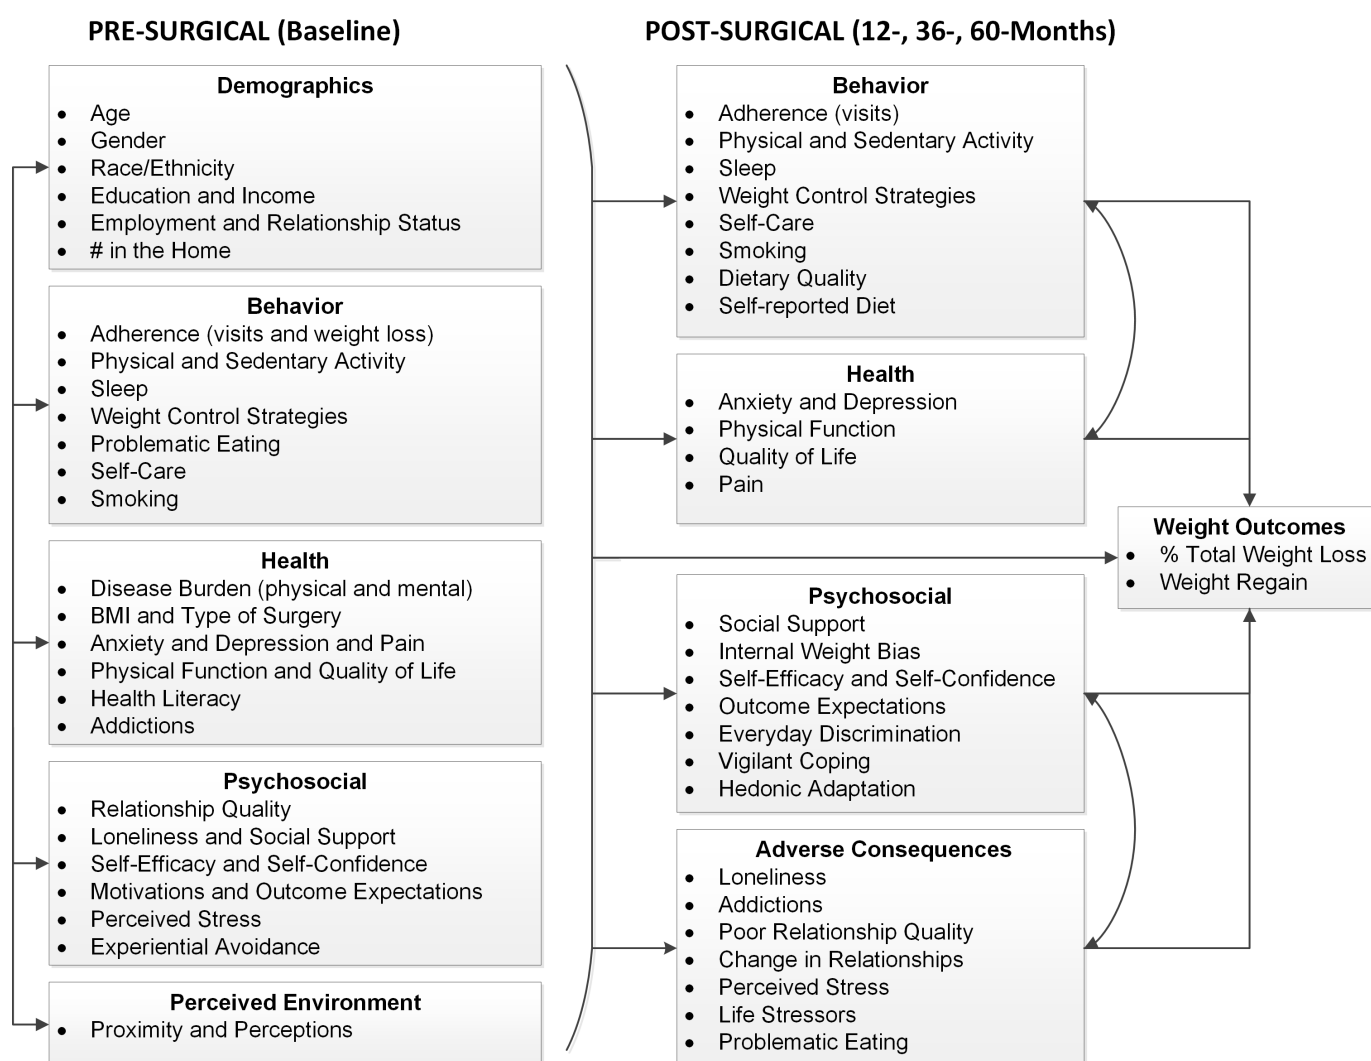 PRE-SURGICAL (Baseline)
Demographics
• Age
• Gender
• Race/Ethnicity
• Education and Income
• Employment and Relationship Status
• # in the Home
Behavior
• Adherence (visits and weight loss)
• Physical and Sedentary Activity
• Sleep
• Weight Control Strategies
• Problematic Eating
• Self-Care
• Smoking
Health
• Disease Burden (physical and mental)
• BMI and Type of Surgery
• Anxiety and Depression and Pain
• Physical Function and Quality of Life
• Health Literacy
• Addictions
Psychosocial
• Relationship Quality
• Loneliness and Social Support
• Self-Efficacy and Self-Confidence
• Motivations and Outcome Expectations
• Perceived Stress
• Experiential Avoidance
Perceived Environment
• Proximity and Perceptions
POST-SURGICAL (12-, 36-, 60-Months)
Behavior
• Adherence (visits)
• Physical and Sedentary Activity
• Sleep
• Weight Control Strategies
• Self-Care
• Smoking
• Dietary Quality
• Self-reported Diet
Health
• Anxiety and Depression
• Physical Function
• Quality of Life
• Pain
Psychosocial
• Social Support
• Internal Weight Bias
• Self-Efficacy and Self-Confidence
• Outcome Expectations
• Everyday Discrimination
• Vigilant Coping
• Hedonic Adaptation
Adverse Consequences
• Loneliness
• Addictions
• Poor Relationship Quality
• Change in Relationships
• Perceived Stress
• Life Stressors
• Problematic Eating
Weight Outcomes
• % Total Weight Loss
• Weight Regain